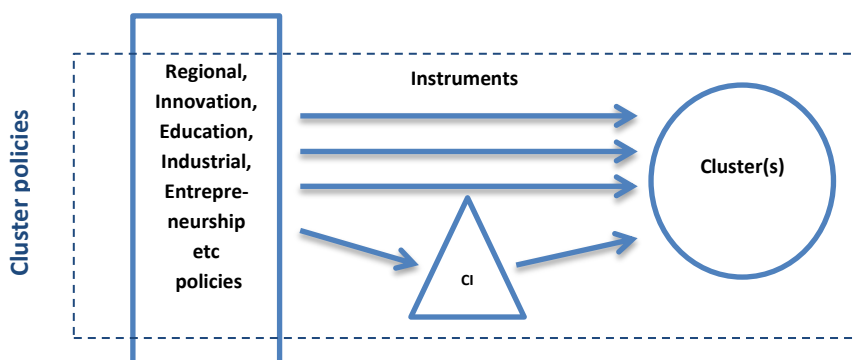 Cluster policies
Regional,
Innovation,
Education,
Industrial,
Entrepre-
neurship
etc
policies
Instruments
CI
Cluster(s)